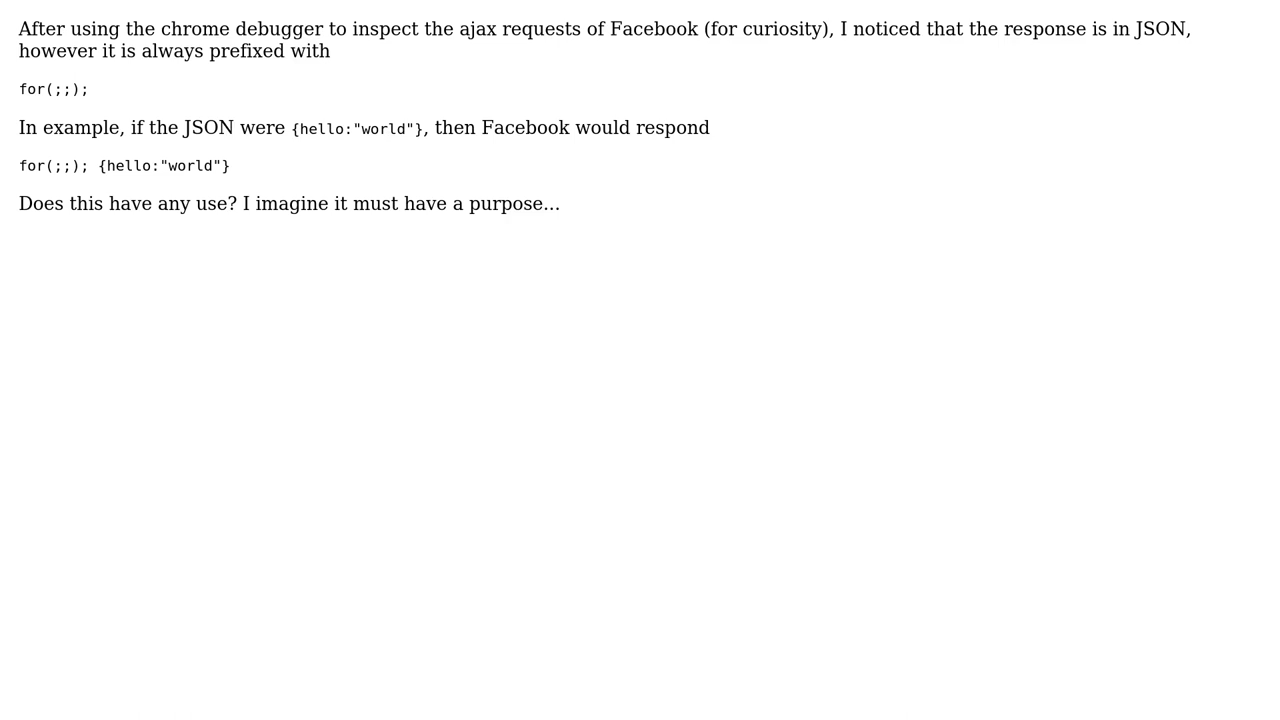 After using the chrome debugger to inspect the ajax requests of Facebook (for curiosity), I noticed that the response is in JSON,
however it is always prefixed with
for(;;);
In example, if the JSON were {hello:"world"}, then Facebook would respond
for(;;); {hello:"world"}
Does this have any use? I imagine it must have a purpose...